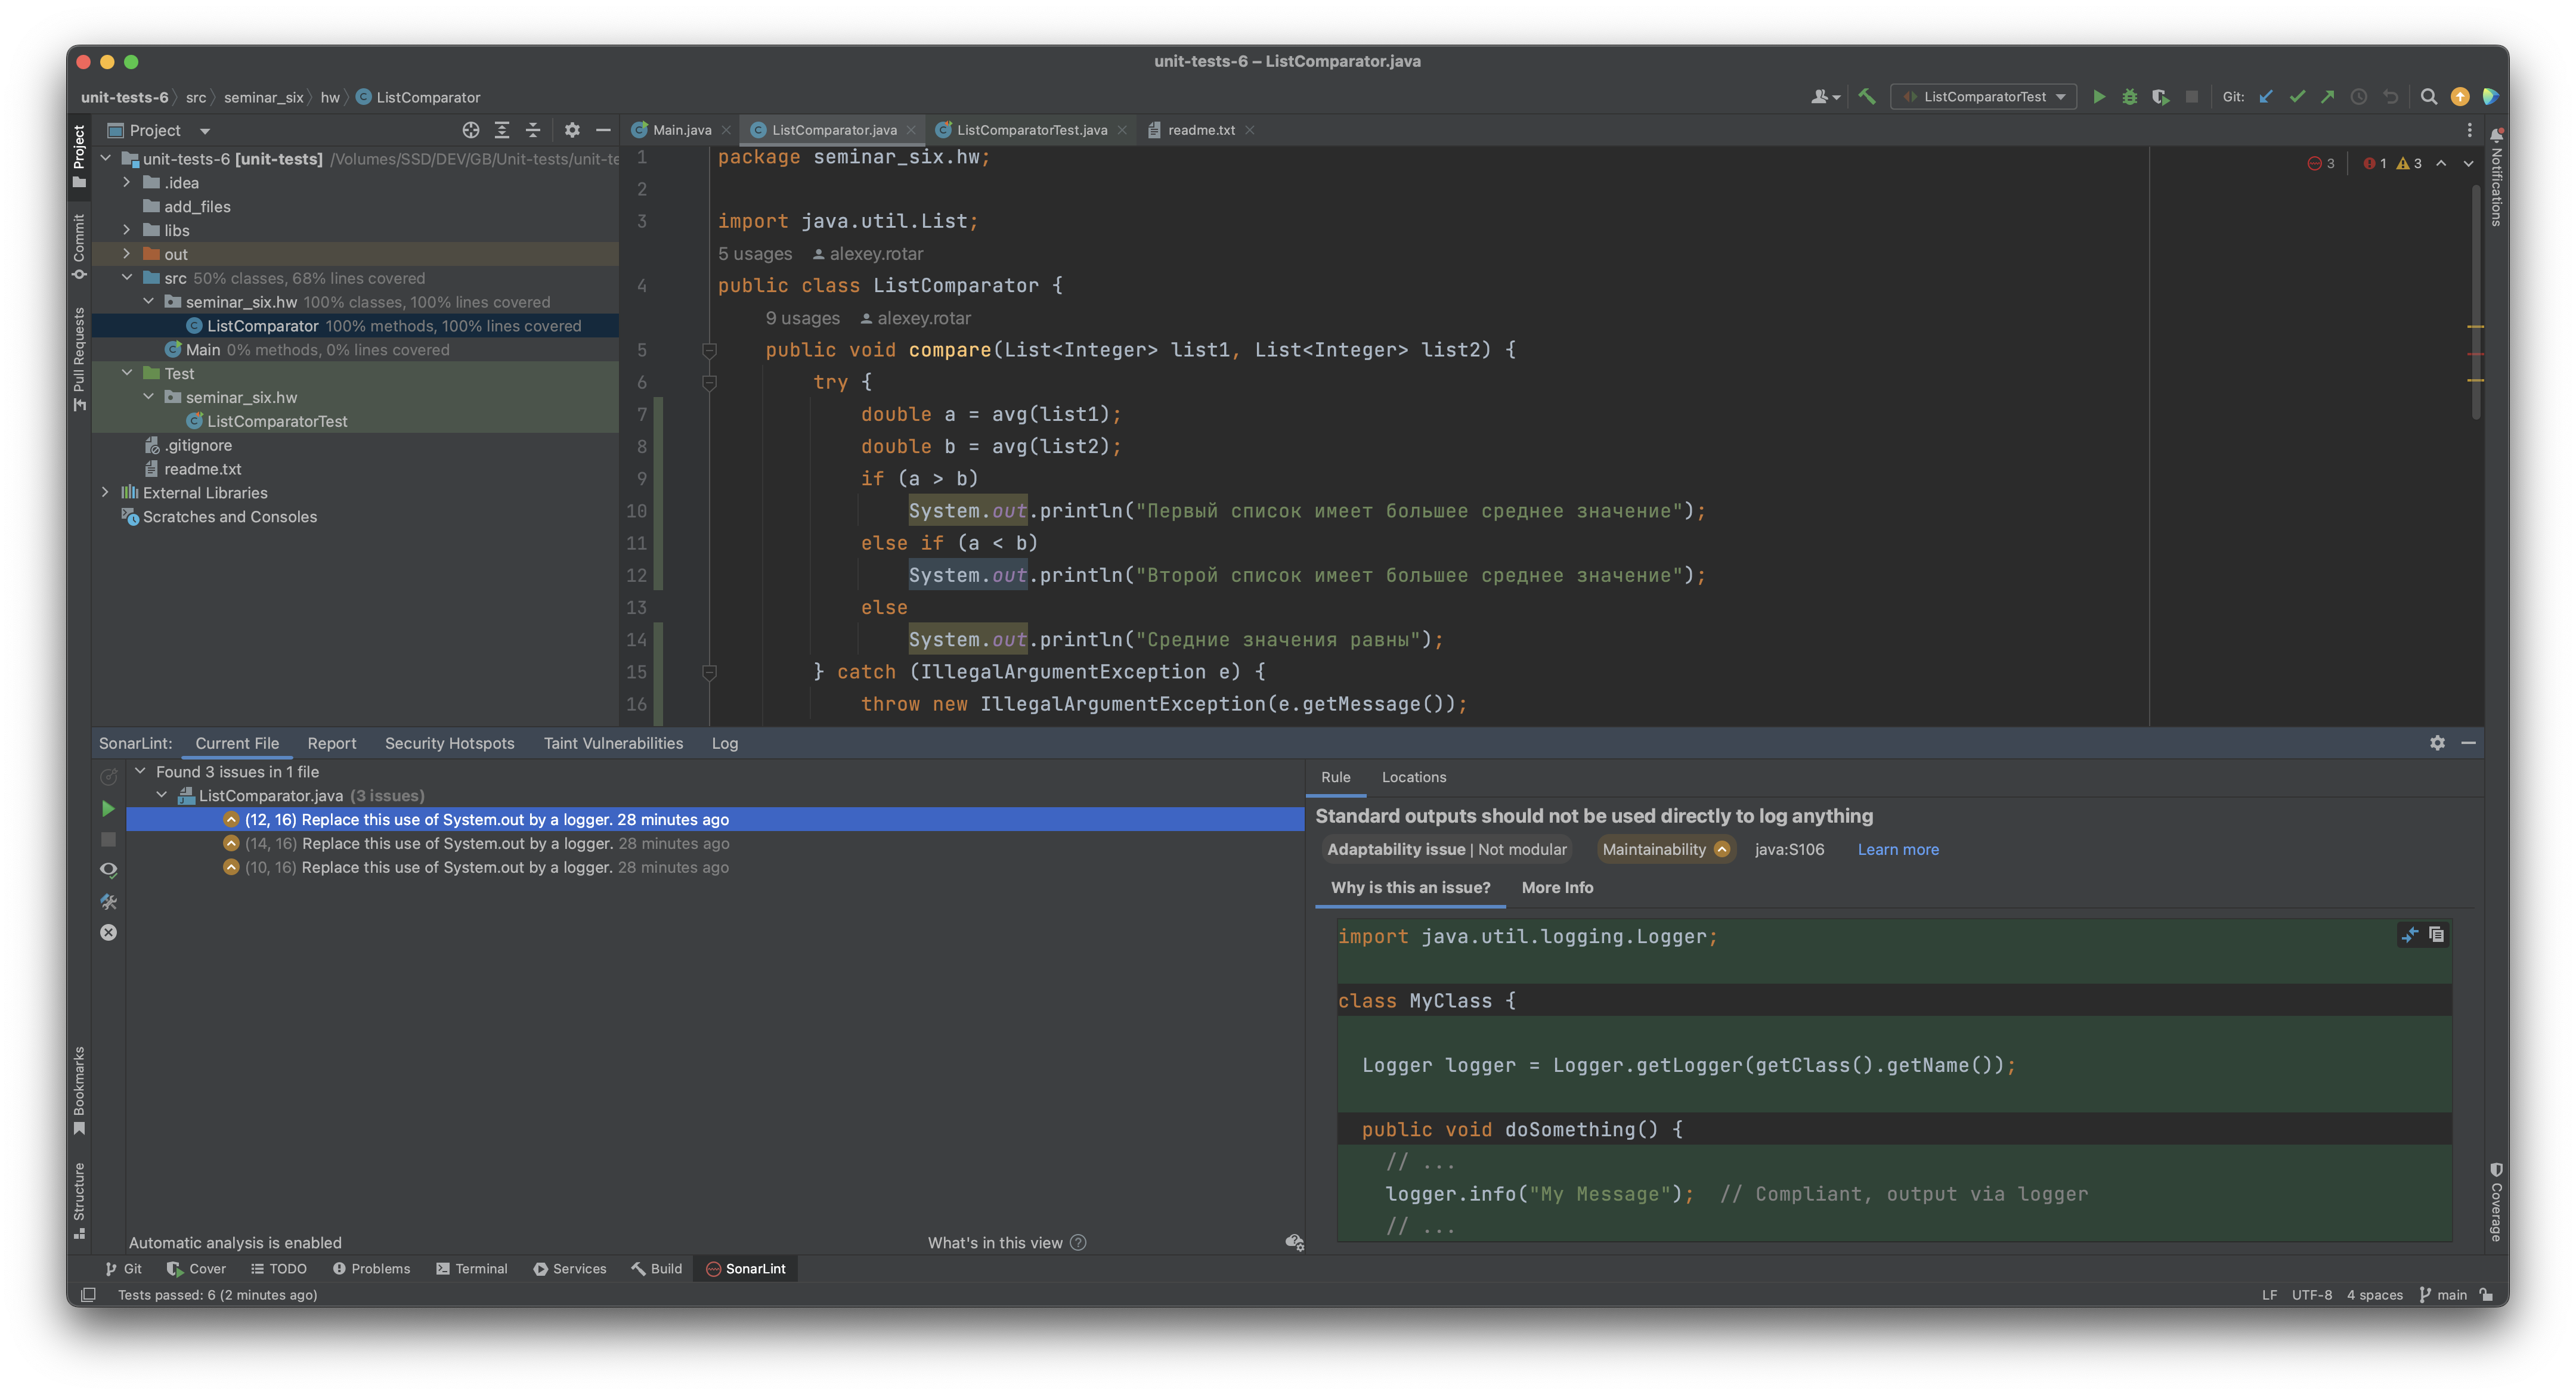 unit-tests-6 – ListComparator.java
unit-tests-6 src seminar_six hw ListComparator
ListComparatorTest
Git:
Project
Main.java
ListComparator.java
ListComparatorTest.java
readme.txt
Project
Commit
Pull Requests
Bookmarks
Structure
unit-tests-6 [unit-tests] /Volumes/SSD/DEV/GB/Unit-tests/unit-te
.idea
add_files
libs
out
src 50% classes, 68% lines covered
seminar_six.hw 100% classes, 100% lines covered
ListComparator 100% methods, 100% lines covered
Main 0% methods, 0% lines covered
Test
seminar_six.hw
ListComparatorTest
.gitignore
readme.txt
External Libraries
Scratches and Consoles
1 package seminar_six.hw;
2
3 import java.util.List;
5 usages alexey.rotar
4 public class ListComparator {
9 usages alexey.rotar
5 public void compare(List<Integer> list1, List<Integer> list2) {
6 try {
7 double a = avg(list1);
8 double b = avg(list2);
9 if (a > b)
10 System.out.println("Первый список имеет большее среднее значение");
11 else if (a < b)
12 System.out.println("Второй список имеет большее среднее значение");
13 else
14 System.out.println("Средние значения равны");
15 } catch (IllegalArgumentException e) {
16 throw new IllegalArgumentException(e.getMessage());
3 1 3
Notifications
Coverage
SonarLint: Current File Report Security Hotspots Taint Vulnerabilities Log
Found 3 issues in 1 file
ListComparator.java (3 issues)
(12, 16) Replace this use of System.out by a logger. 28 minutes ago
(14, 16) Replace this use of System.out by a logger. 28 minutes ago
(10, 16) Replace this use of System.out by a logger. 28 minutes ago
Automatic analysis is enabled
What's in this view
Rule Locations
Standard outputs should not be used directly to log anything
Adaptability issue | Not modular Maintainability java:S106 Learn more
Why is this an issue? More Info
import java.util.logging.Logger;
class MyClass {
Logger logger = Logger.getLogger(getClass().getName());
public void doSomething() {
// ...
logger.info("My Message"); // Compliant, output via logger
// ...
Git Cover TODO Problems Terminal Services Build SonarLint
Tests passed: 6 (2 minutes ago)
LF UTF-8 4 spaces main